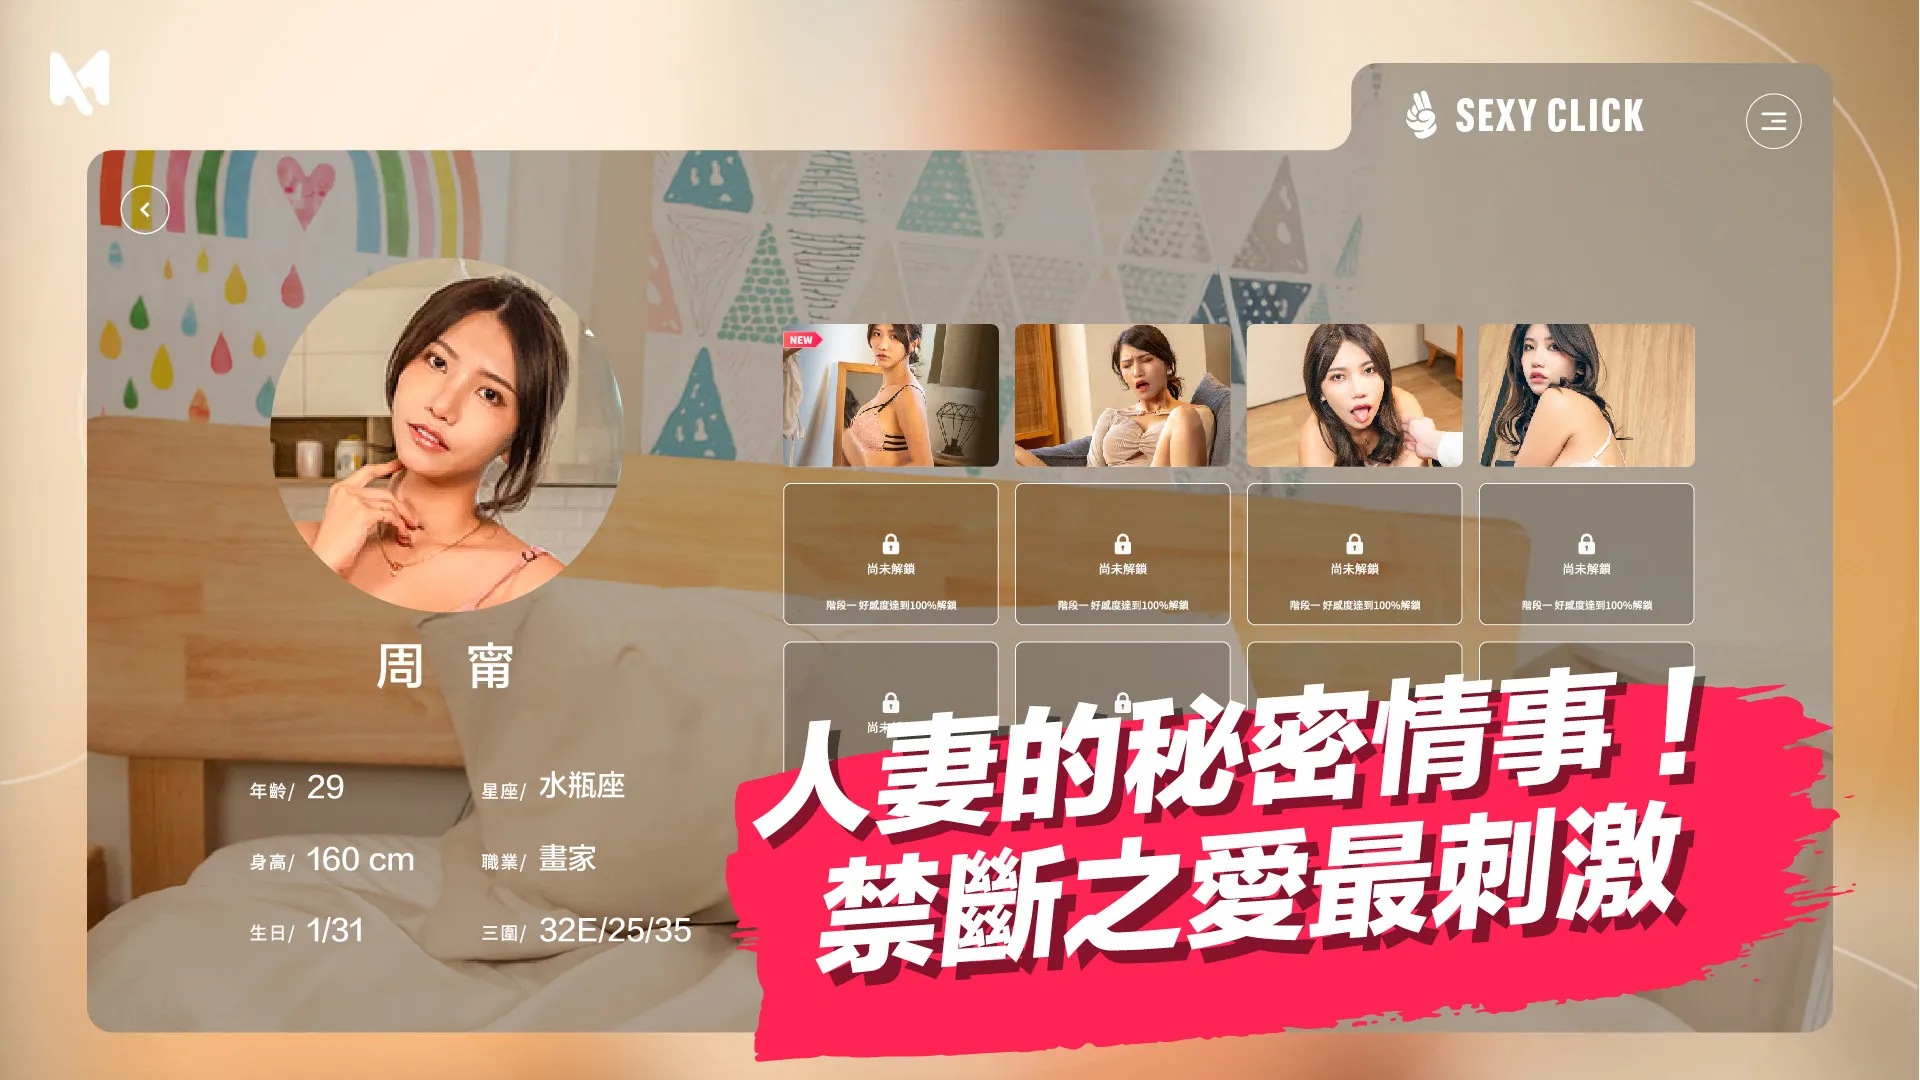 SEXY CLICK
NEW
尚未解鎖
階段一 好感度達到100%解鎖
尚未解鎖
階段一 好感度達到100%解鎖
尚未解鎖
階段一 好感度達到100%解鎖
尚未解鎖
階段一 好感度達到100%解鎖
周 甯
年齡/ 29
星座/ 水瓶座
身高/ 160 cm
職業/ 畫家
生日/ 1/31
三圍/ 32E/25/35
人妻的秘密情事！
禁斷之愛最刺激